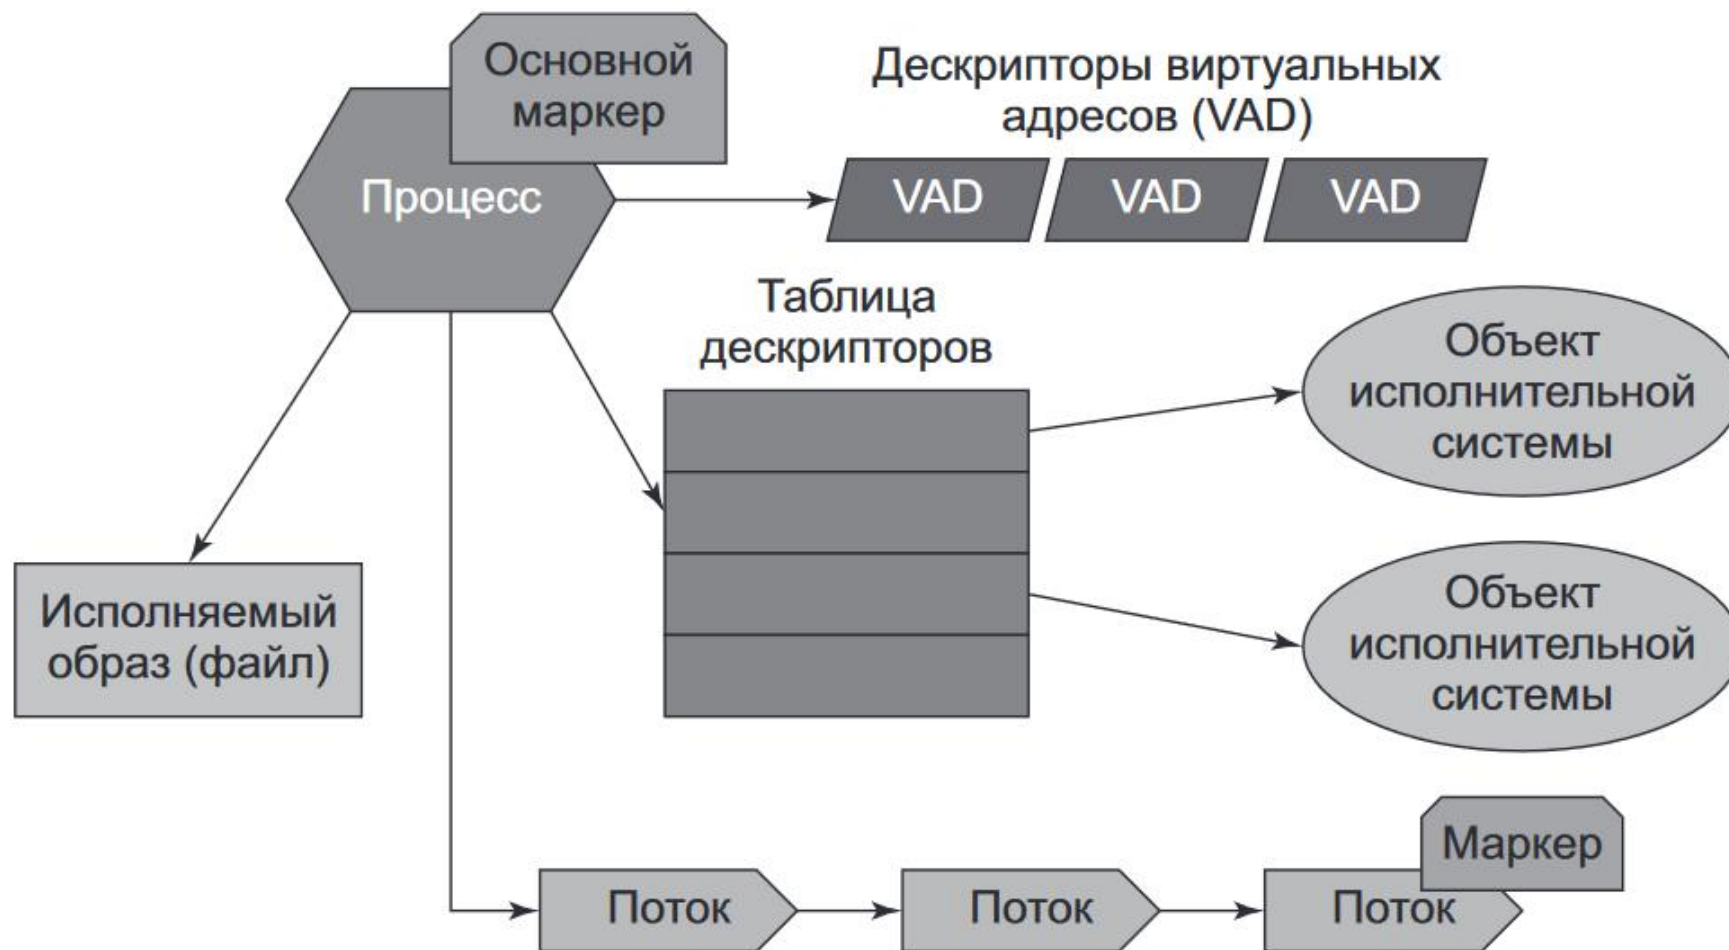 Основной
маркер
Процесс
Дескрипторы виртуальных
адресов (VAD)
VAD
VAD
VAD
Таблица
дескрипторов
Объект
исполнительной
системы
Объект
исполнительной
системы
Исполняемый
образ (файл)
Маркер
Поток
Поток
Поток